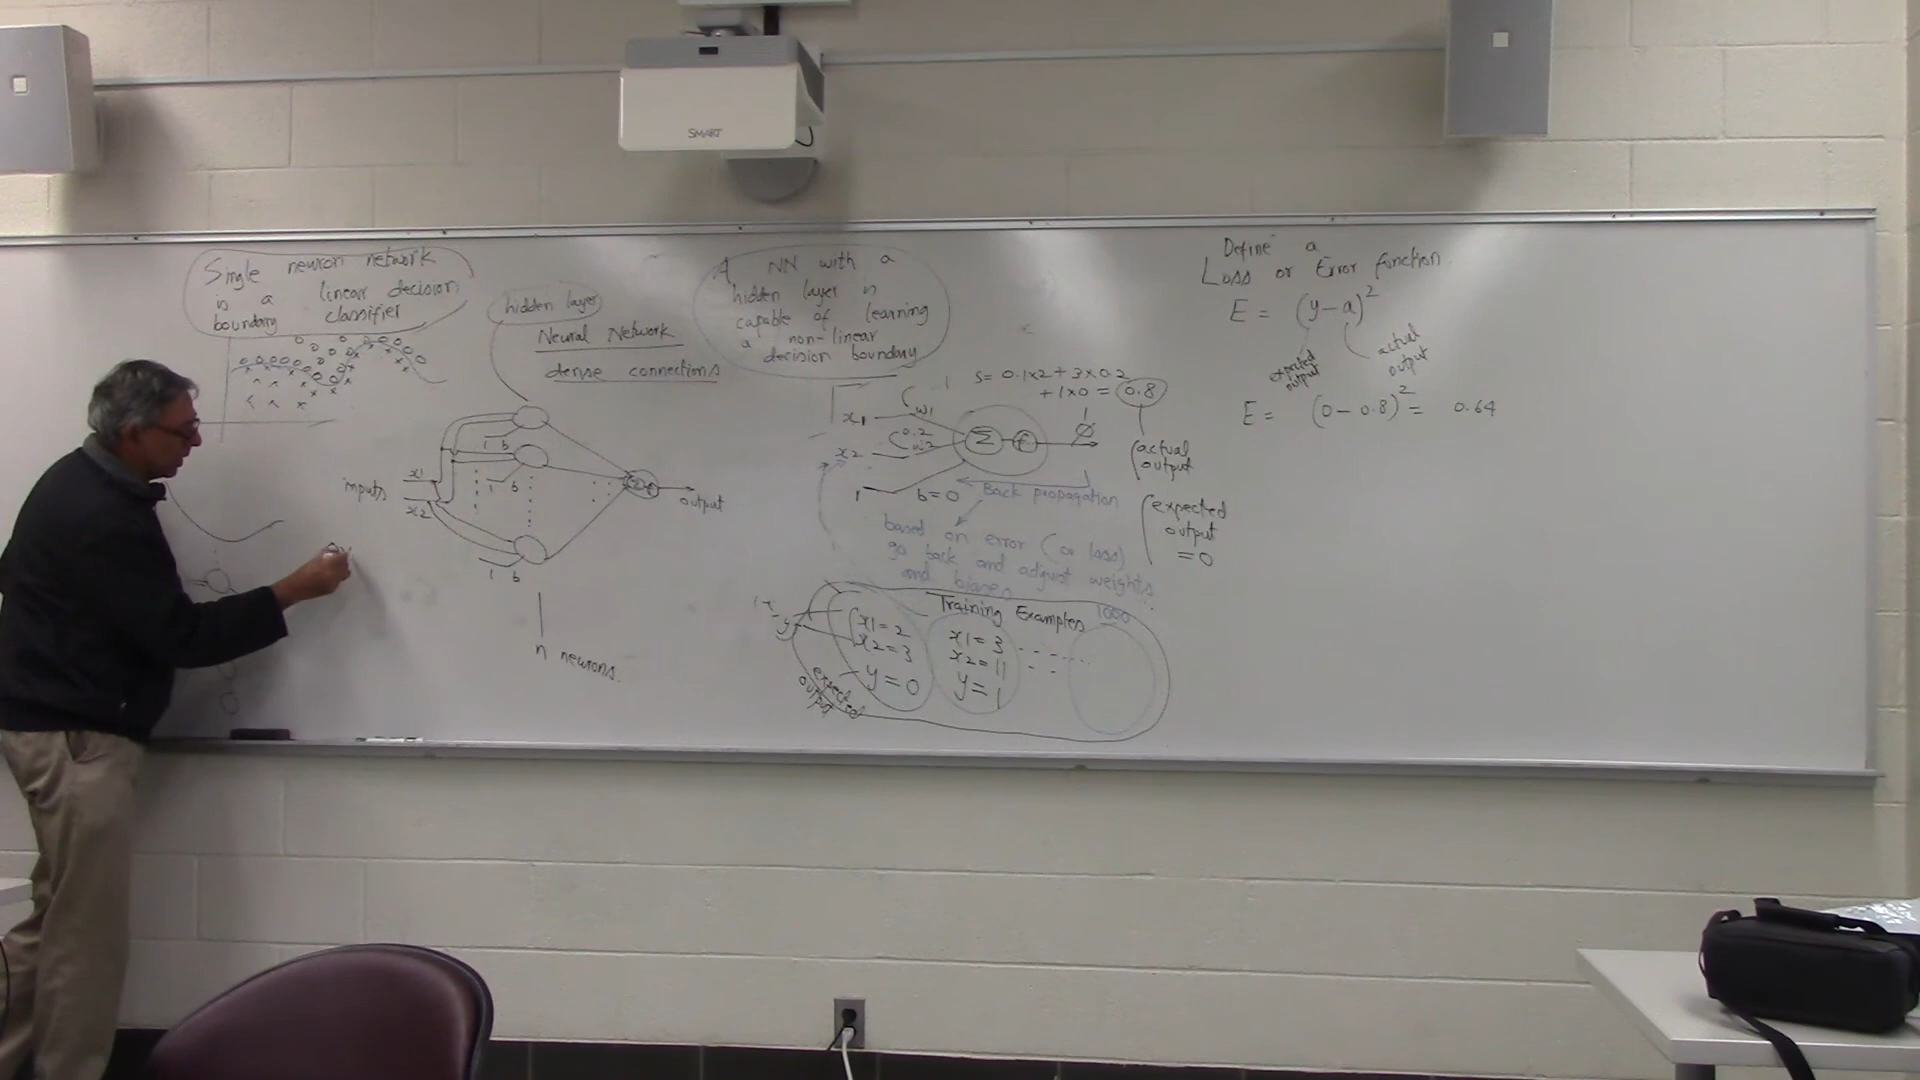 SMART
Single neuron network
is a linear decision
boundary classifier
hidden layer
Neural Network
dense connections
inputs
x1
x2
1 b
1 b
1 b
output
n neurons.
A NN with a
hidden layer is
capable of learning
a non-linear
decision boundary
S= 0.1x2 + 3x0.2
+ 1x0 = 0.8
x1
w1
x2
0.2
w2
1
b=0
Σ
f
actual
output
expected
output
=0
Back propagation
based on error (or loss)
go back and adjust weights
and biases
Training Examples
1000
x1=2
x2=3
y=0
x1=3
x2=11
y=1
expected
output
Define a
Loss or Error function
E = (y-a)²
expected
output
actual
output
E = (0-0.8)² = 0.64